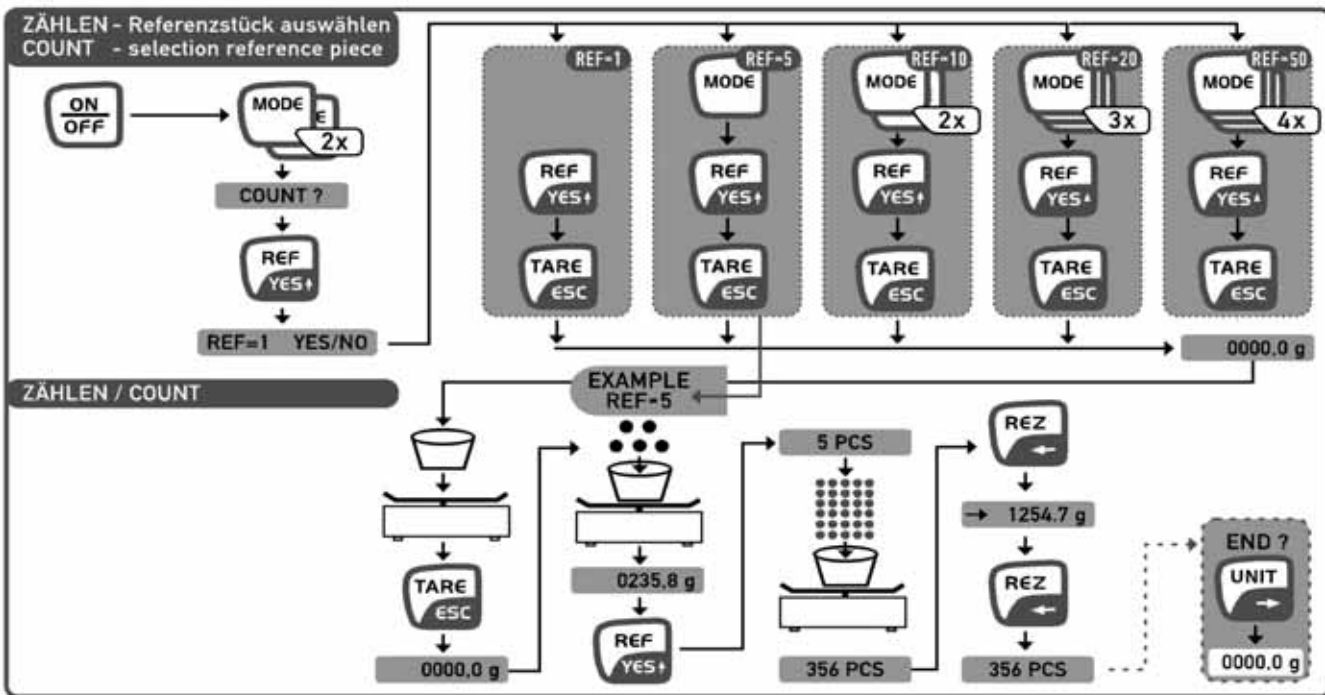 ZÄHLEN - Referenzstück auswählen
COUNT - selection reference piece
ON
OFF
MODE
E
2x
COUNT ?
REF
YES
REF=1 YES/NO
REF=1
REF
YES
TARE
ESC
REF=5
MODE
REF
YES
TARE
ESC
REF=10
MODE
2x
REF
YES
TARE
ESC
REF=20
MODE
3x
REF
YES
TARE
ESC
REF=50
MODE
4x
REF
YES
TARE
ESC
0000,0 g
ZÄHLEN / COUNT
TARE
ESC
0000,0 g
EXAMPLE
REF=5
0235,8 g
REF
YES
5 PCS
356 PCS
REZ
1254.7 g
REZ
356 PCS
END ?
UNIT
0000,0 g